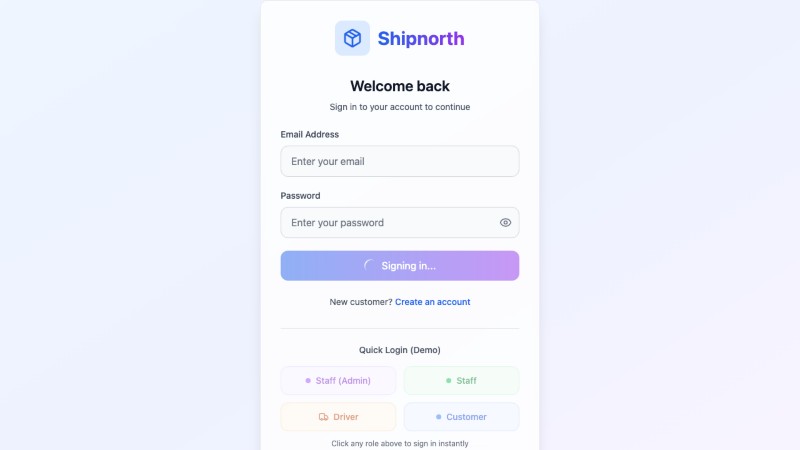 Shipnorth
Welcome back
Sign in to your account to continue
Email Address
Enter your email
Password
Enter your password
Signing in...
New customer? Create an account
Quick Login (Demo)
Staff (Admin)
Staff
Driver
Customer
Click any role above to sign in instantly